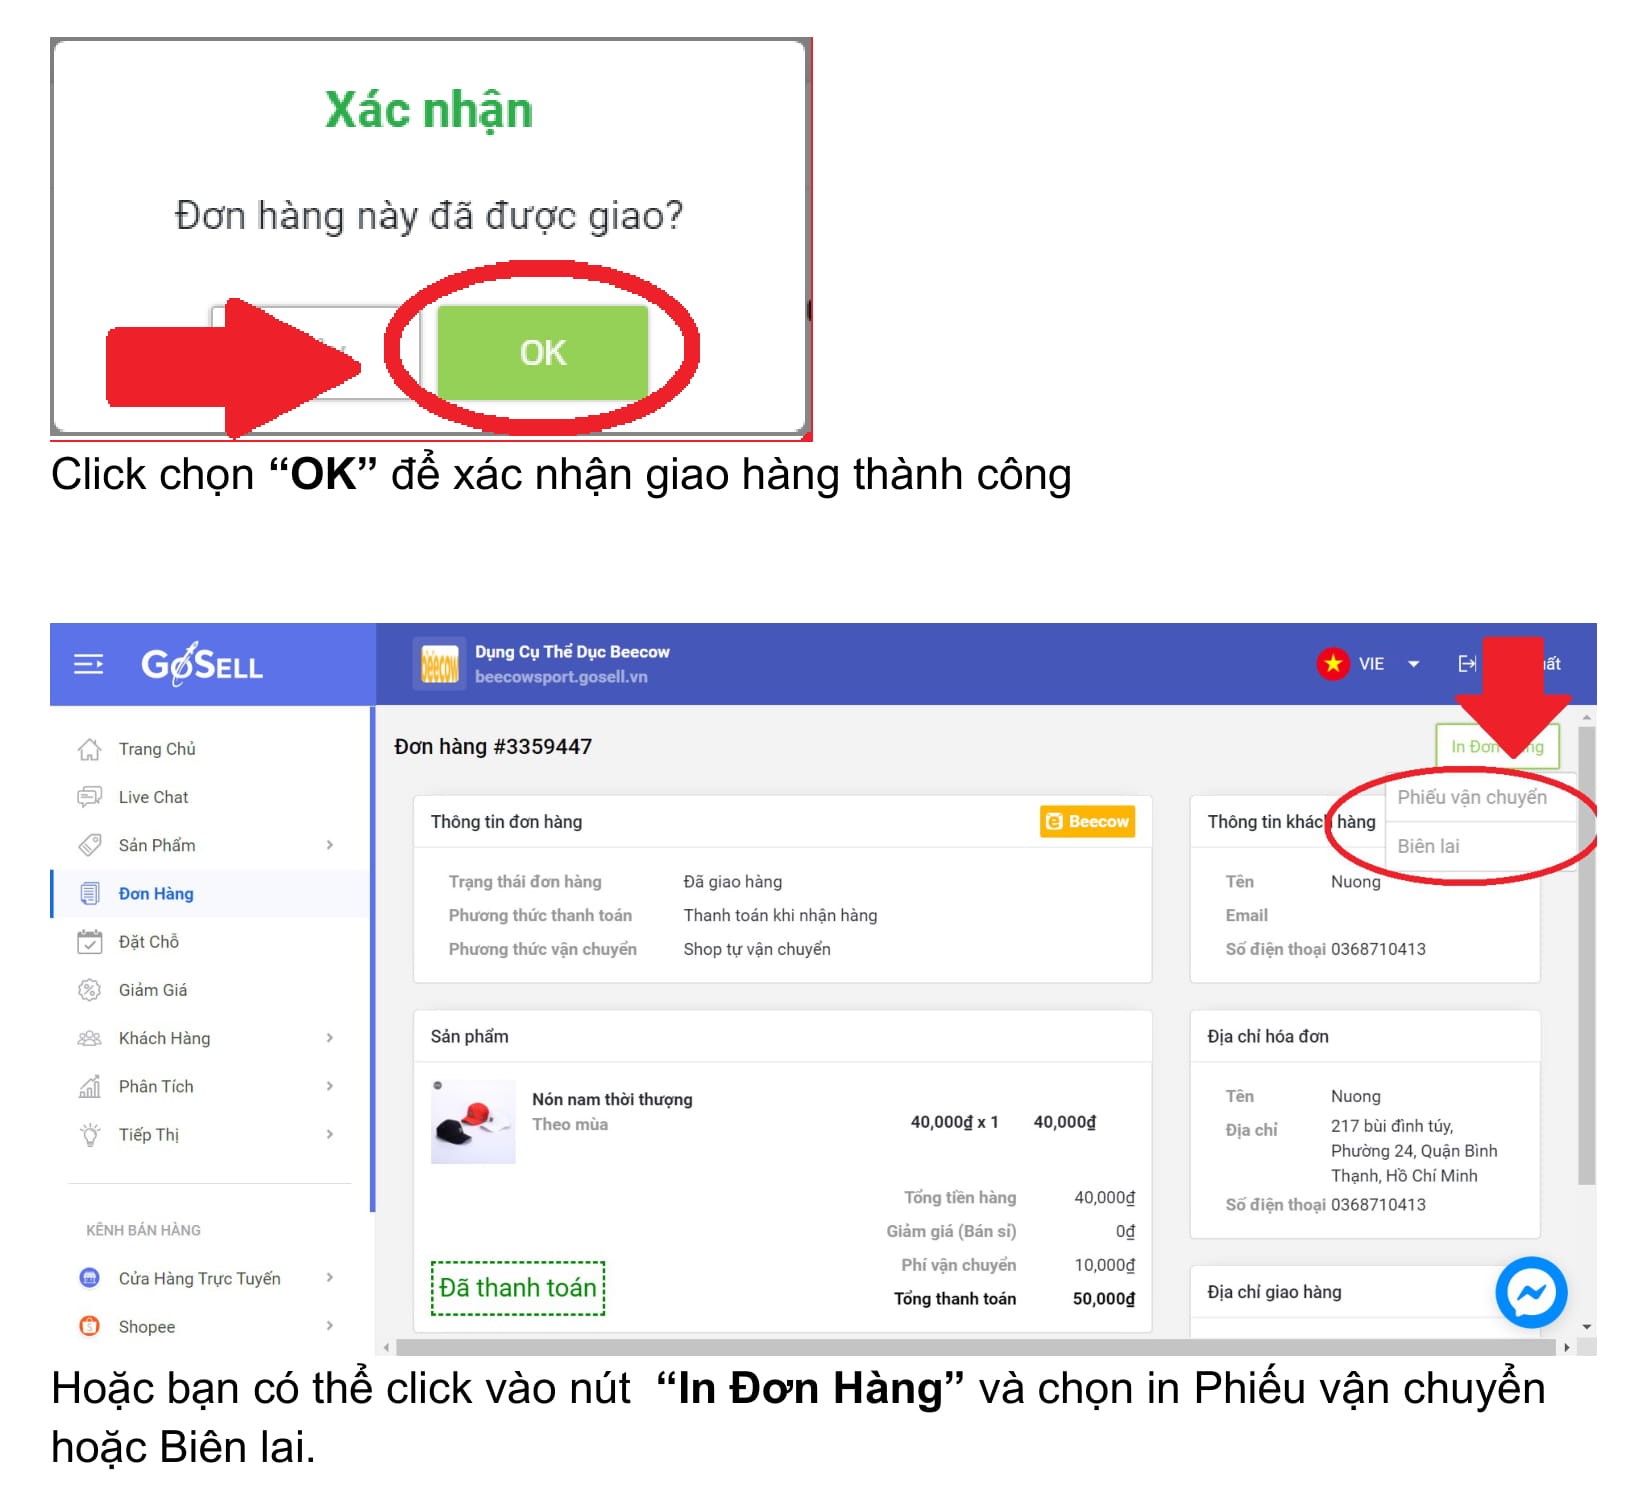 Xác nhận
Đơn hàng này đã được giao?
OK
Click chọn “OK” để xác nhận giao hàng thành công
GoSELL
beecow
Dụng Cụ Thể Dục Beecow
beecowsport.gosell.vn
VIE
Trang Chủ
Live Chat
Sản Phẩm
Đơn Hàng
Đặt Chỗ
Giảm Giá
Khách Hàng
Phân Tích
Tiếp Thị
KÊNH BÁN HÀNG
Cửa Hàng Trực Tuyến
Shopee
Đơn hàng #3359447
In Đơn
Phiếu vận chuyển
Biên lai
Thông tin đơn hàng
Beecow
Trạng thái đơn hàng Đã giao hàng
Phương thức thanh toán Thanh toán khi nhận hàng
Phương thức vận chuyển Shop tự vận chuyển
Thông tin khách hàng
Tên Nuong
Email
Số điện thoại 0368710413
Sản phẩm
Nón nam thời thượng
Theo mùa
40,000₫ x 1 40,000₫
Tổng tiền hàng 40,000₫
Giảm giá (Bán sỉ) 0₫
Phí vận chuyển 10,000₫
Tổng thanh toán 50,000₫
Đã thanh toán
Địa chỉ hóa đơn
Tên Nuong
Địa chỉ 217 bùi đình túy,
Phường 24, Quận Bình
Thạnh, Hồ Chí Minh
Số điện thoại 0368710413
Địa chỉ giao hàng
Hoặc bạn có thể click vào nút “In Đơn Hàng” và chọn in Phiếu vận chuyển
hoặc Biên lai.